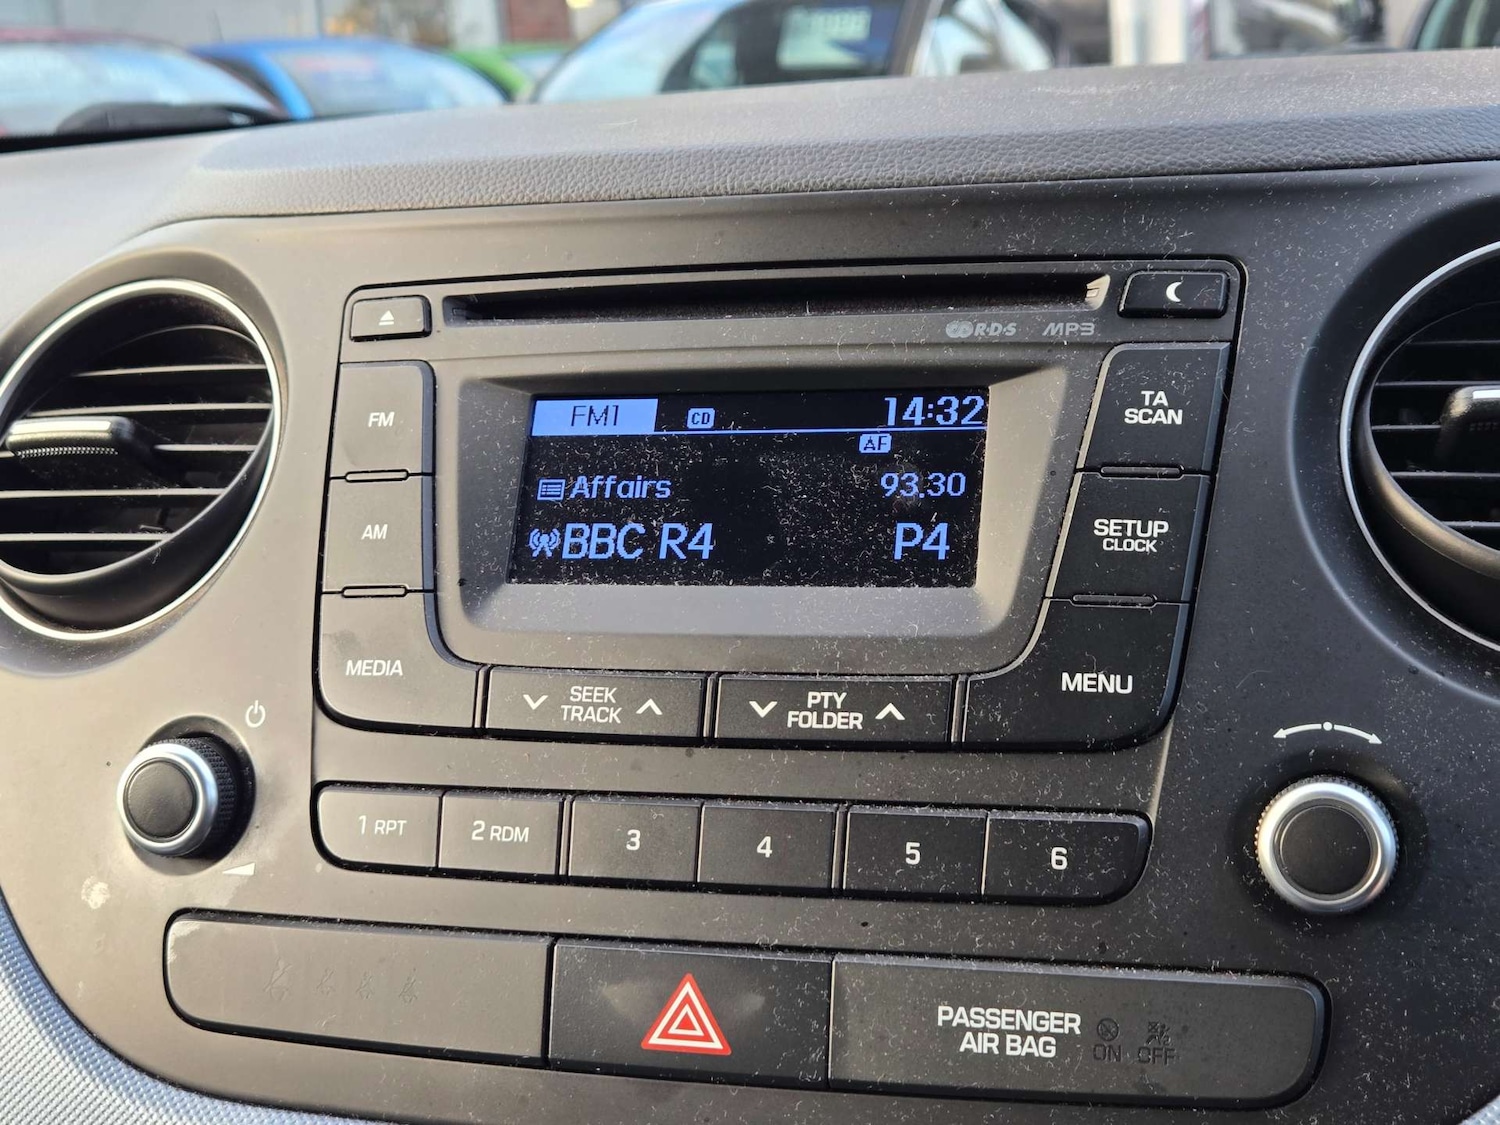 RDS MP3
FM
AM
MEDIA
FM1 CD 14:32
AF
Affairs 93.30
BBC R4 P4
TA
SCAN
SETUP
CLOCK
MENU
SEEK
TRACK
PTY
FOLDER
1 RPT
2 RDM
3
4
5
6
PASSENGER
AIR BAG
ON OFF